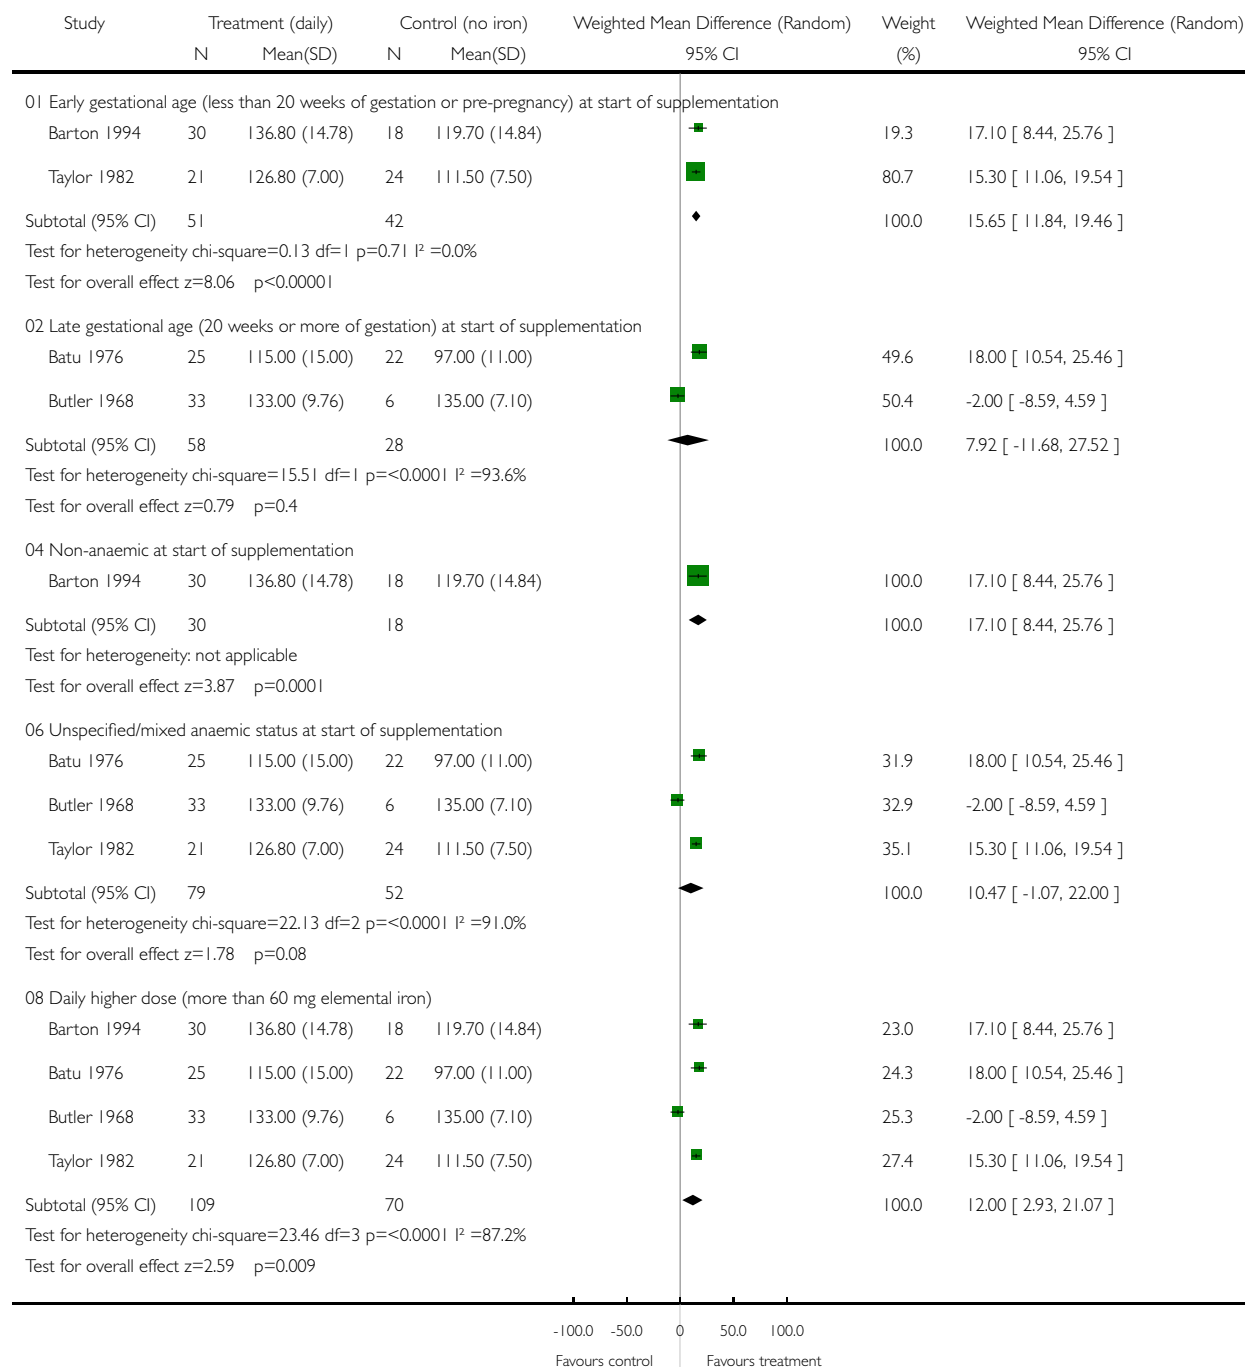 Study Treatment (daily) Control (no iron) Weighted Mean Difference (Random) Weight Weighted Mean Difference (Random)
N Mean(SD) N Mean(SD) 95% CI (%) 95% CI
01 Early gestational age (less than 20 weeks of gestation or pre-pregnancy) at start of supplementation
Barton 1994 30 136.80 (14.78) 18 119.70 (14.84) 19.3 17.10 [ 8.44, 25.76 ]
Taylor 1982 21 126.80 (7.00) 24 111.50 (7.50) 80.7 15.30 [ 11.06, 19.54 ]
Subtotal (95% CI) 51 42 100.0 15.65 [ 11.84, 19.46 ]
Test for heterogeneity chi-square=0.13 df=1 p=0.71 I² =0.0%
Test for overall effect z=8.06 p<0.00001
02 Late gestational age (20 weeks or more of gestation) at start of supplementation
Batu 1976 25 115.00 (15.00) 22 97.00 (11.00) 49.6 18.00 [ 10.54, 25.46 ]
Butler 1968 33 133.00 (9.76) 6 135.00 (7.10) 50.4 -2.00 [ -8.59, 4.59 ]
Subtotal (95% CI) 58 28 100.0 7.92 [ -11.68, 27.52 ]
Test for heterogeneity chi-square=15.51 df=1 p=<0.0001 I² =93.6%
Test for overall effect z=0.79 p=0.4
04 Non-anaemic at start of supplementation
Barton 1994 30 136.80 (14.78) 18 119.70 (14.84) 100.0 17.10 [ 8.44, 25.76 ]
Subtotal (95% CI) 30 18 100.0 17.10 [ 8.44, 25.76 ]
Test for heterogeneity: not applicable
Test for overall effect z=3.87 p=0.0001
06 Unspecified/mixed anaemic status at start of supplementation
Batu 1976 25 115.00 (15.00) 22 97.00 (11.00) 31.9 18.00 [ 10.54, 25.46 ]
Butler 1968 33 133.00 (9.76) 6 135.00 (7.10) 32.9 -2.00 [ -8.59, 4.59 ]
Taylor 1982 21 126.80 (7.00) 24 111.50 (7.50) 35.1 15.30 [ 11.06, 19.54 ]
Subtotal (95% CI) 79 52 100.0 10.47 [ -1.07, 22.00 ]
Test for heterogeneity chi-square=22.13 df=2 p=<0.0001 I² =91.0%
Test for overall effect z=1.78 p=0.08
08 Daily higher dose (more than 60 mg elemental iron)
Barton 1994 30 136.80 (14.78) 18 119.70 (14.84) 23.0 17.10 [ 8.44, 25.76 ]
Batu 1976 25 115.00 (15.00) 22 97.00 (11.00) 24.3 18.00 [ 10.54, 25.46 ]
Butler 1968 33 133.00 (9.76) 6 135.00 (7.10) 25.3 -2.00 [ -8.59, 4.59 ]
Taylor 1982 21 126.80 (7.00) 24 111.50 (7.50) 27.4 15.30 [ 11.06, 19.54 ]
Subtotal (95% CI) 109 70 100.0 12.00 [ 2.93, 21.07 ]
Test for heterogeneity chi-square=23.46 df=3 p=<0.0001 I² =87.2%
Test for overall effect z=2.59 p=0.009
-100.0 -50.0 0 50.0 100.0
Favours control Favours treatment